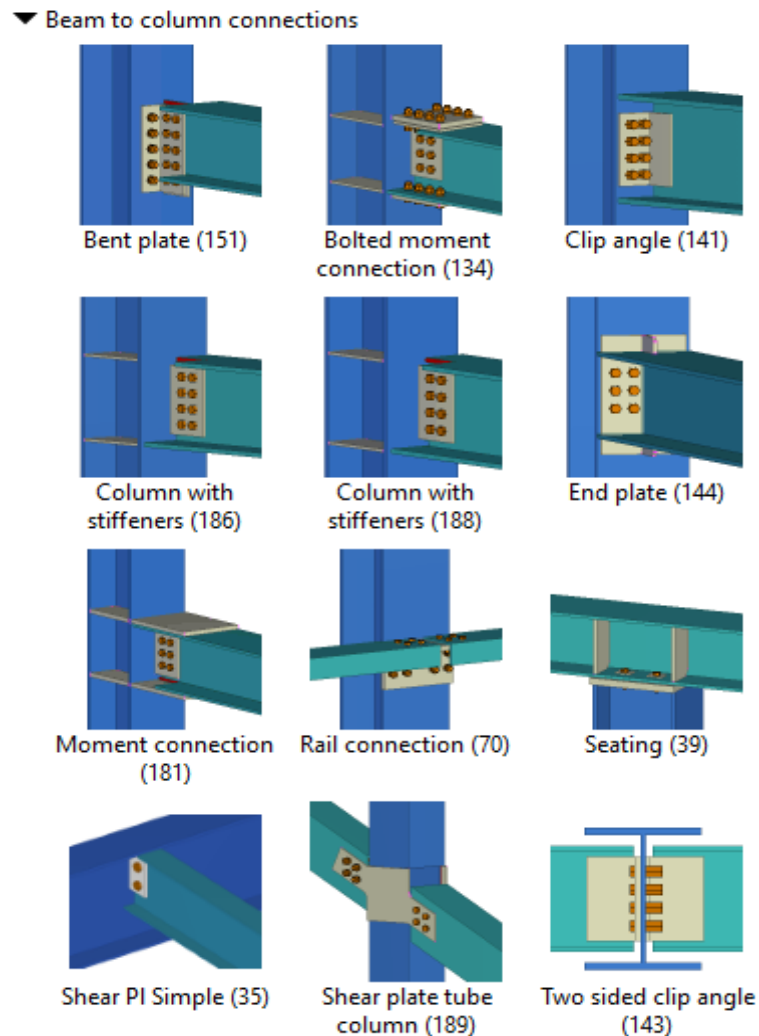 Beam to column connections
Bent plate (151)
Bolted moment
connection (134)
Clip angle (141)
Column with
stiffeners (186)
Column with
stiffeners (188)
End plate (144)
Moment connection
(181)
Rail connection (70)
Seating (39)
Shear Pl Simple (35)
Shear plate tube
column (189)
Two sided clip angle
(143)